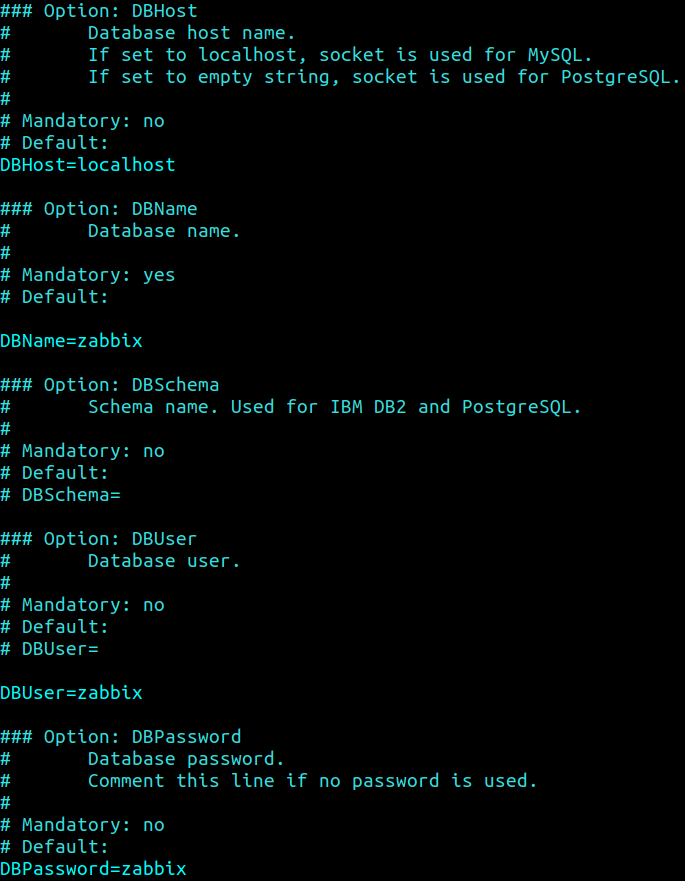 ### Option: DBHost
#       Database host name.
#       If set to localhost, socket is used for MySQL.
#       If set to empty string, socket is used for PostgreSQL.
#
# Mandatory: no
# Default:
DBHost=localhost

### Option: DBName
#       Database name.
#
# Mandatory: yes
# Default:

DBName=zabbix

### Option: DBSchema
#       Schema name. Used for IBM DB2 and PostgreSQL.
#
# Mandatory: no
# Default:
# DBSchema=

### Option: DBUser
#       Database user.
#
# Mandatory: no
# Default:
# DBUser=

DBUser=zabbix

### Option: DBPassword
#       Database password.
#       Comment this line if no password is used.
#
# Mandatory: no
# Default:
DBPassword=zabbix